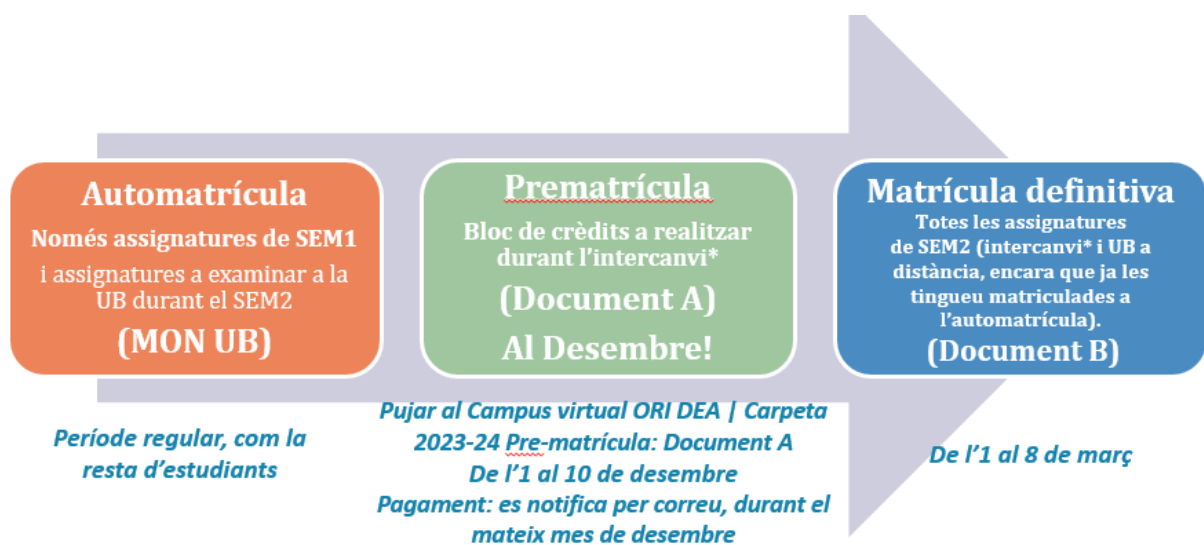 Automatrícula
Només assignatures de SEM1
i assignatures a examinar a la
UB durant el SEM2
(MON UB)
Període regular, com la
resta d’estudiants
Prematrícula
Bloc de crèdits a realitzar
durant l’intercanvi*
(Document A)
Al Desembre!
Pujar al Campus virtual ORI DEA | Carpeta
2023-24 Pre-matrícula: Document A
De l’1 al 10 de desembre
Pagament: es notifica per correu, durant el
mateix mes de desembre
Matrícula definitiva
Totes les assignatures
de SEM2 (intercanvi* i UB a
distància, encara que ja les
tingueu matriculades a
l’automatrícula).
(Document B)
De l’1 al 8 de març